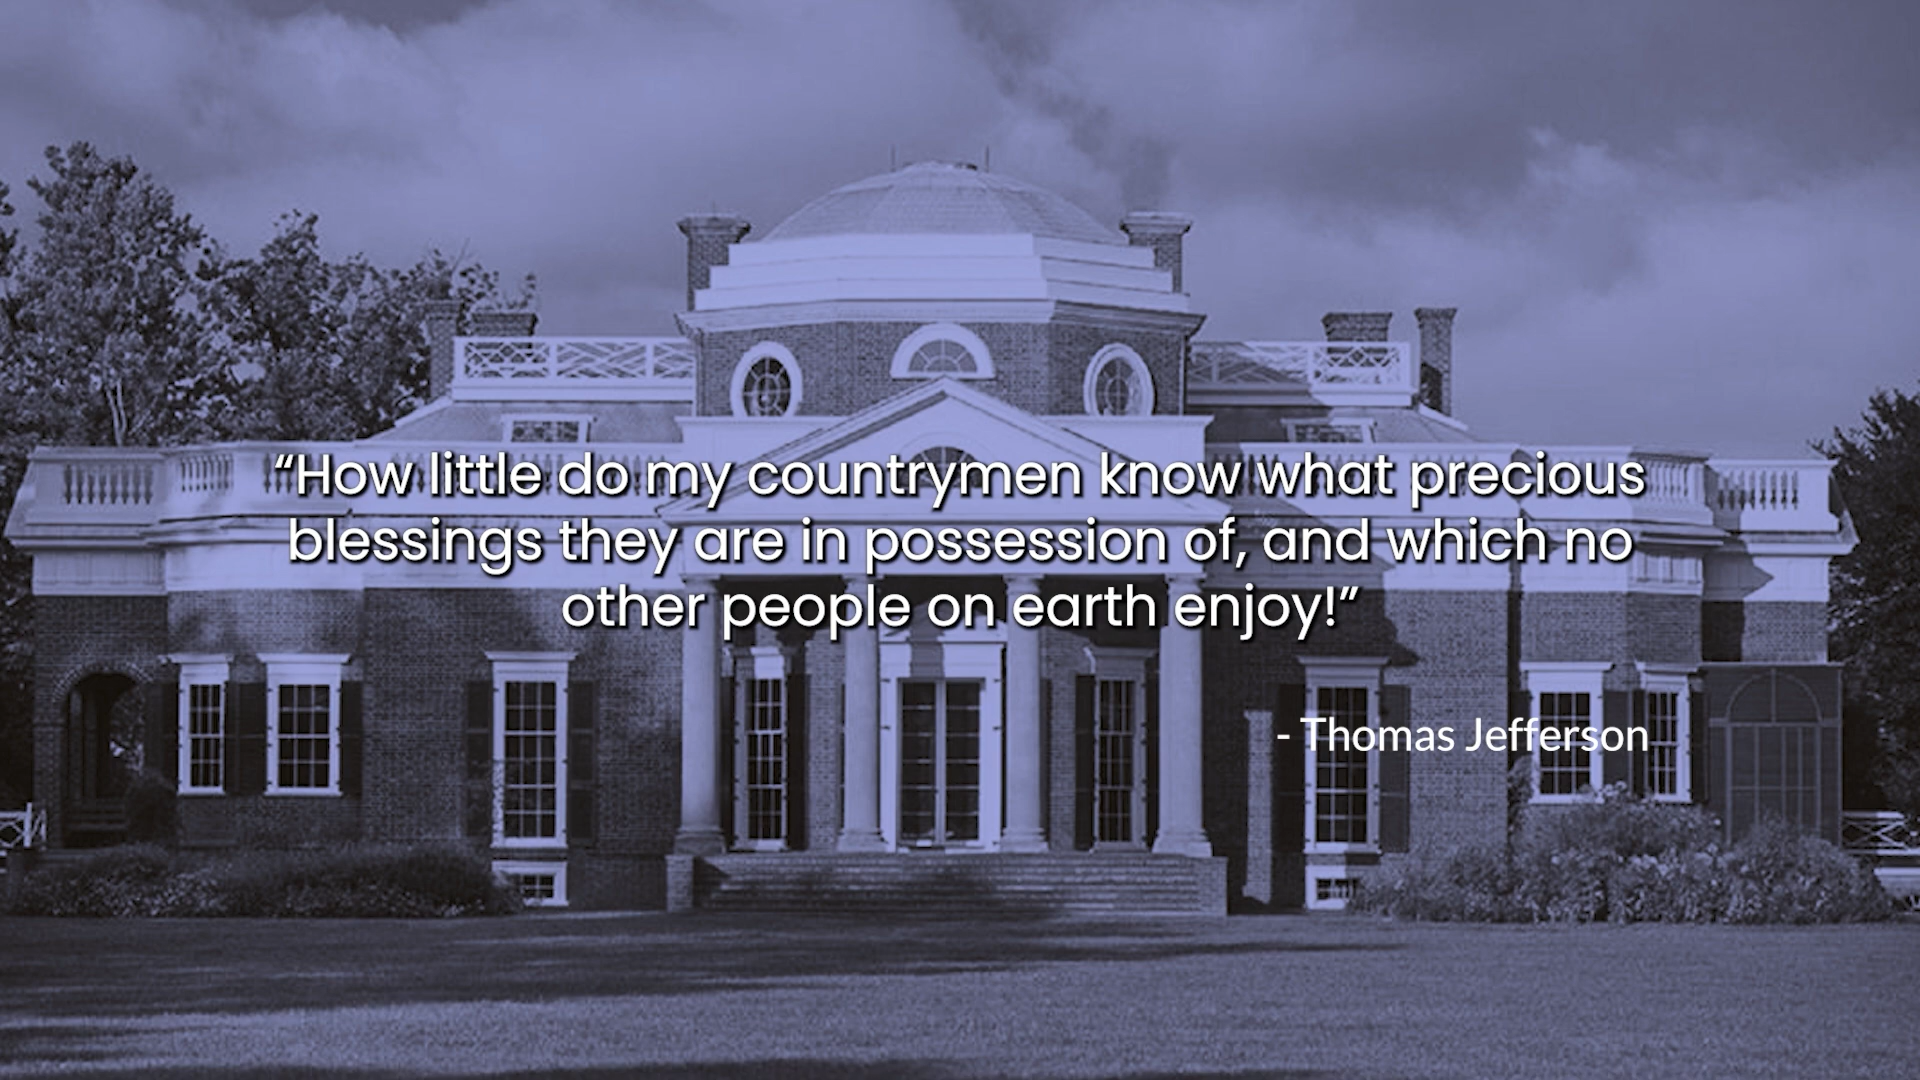 “How little do my countrymen know what precious
blessings they are in possession of, and which no
other people on earth enjoy!”
- Thomas Jefferson